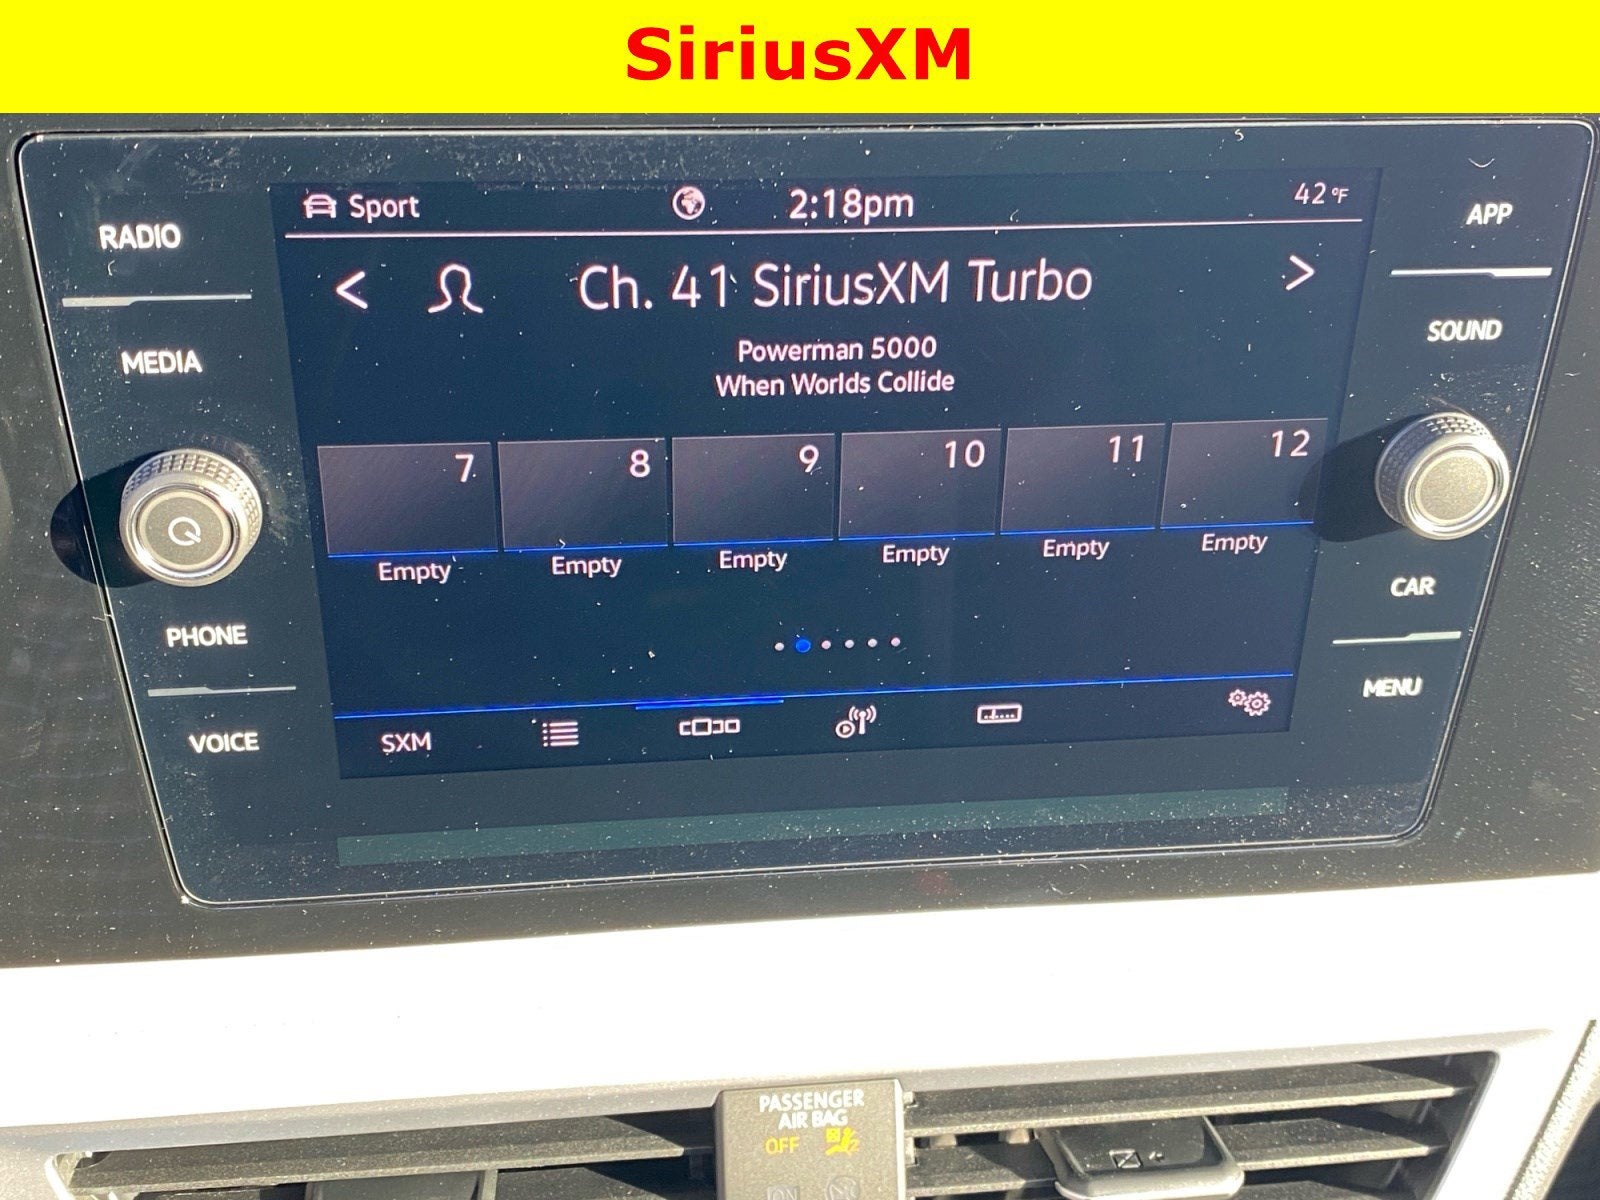 SiriusXM
Sport 2:18pm 42°F
RADIO
APP
< Ch. 41 SiriusXM Turbo >
Powerman 5000
When Worlds Collide
MEDIA
SOUND
7 8 9 10 11 12
Empty Empty Empty Empty Empty Empty
PHONE
CAR
VOICE
MENU
SXM
PASSENGER
AIR BAG
OFF
ON